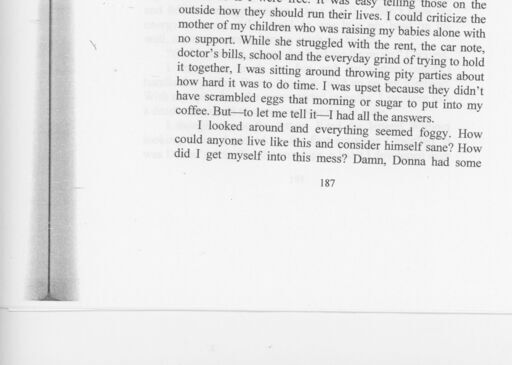 were free. It was easy telling those on the
outside how they should run their lives. I could criticize the
mother of my children who was raising my babies alone with
no support. While she struggled with the rent, the car note,
doctor's bills, school and the everyday grind of trying to hold
it together, I was sitting around throwing pity parties about
how hard it was to do time. I was upset because they didn't
have scrambled eggs that morning or sugar to put into my
coffee. But—to let me tell it—I had all the answers.
I looked around and everything seemed foggy. How
could anyone live like this and consider himself sane? How
did I get myself into this mess? Damn, Donna had some
187